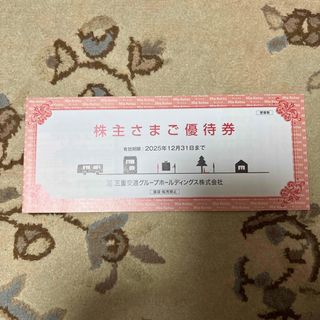 株主さまご優待券
有効期限：2025年12月31日まで
三重交通グループホールディングス株式会社